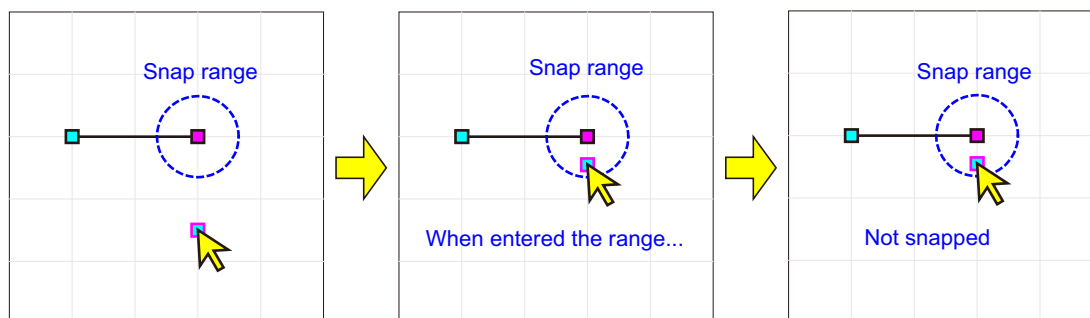 Snap range
Snap range
When entered the range...
Snap range
Not snapped